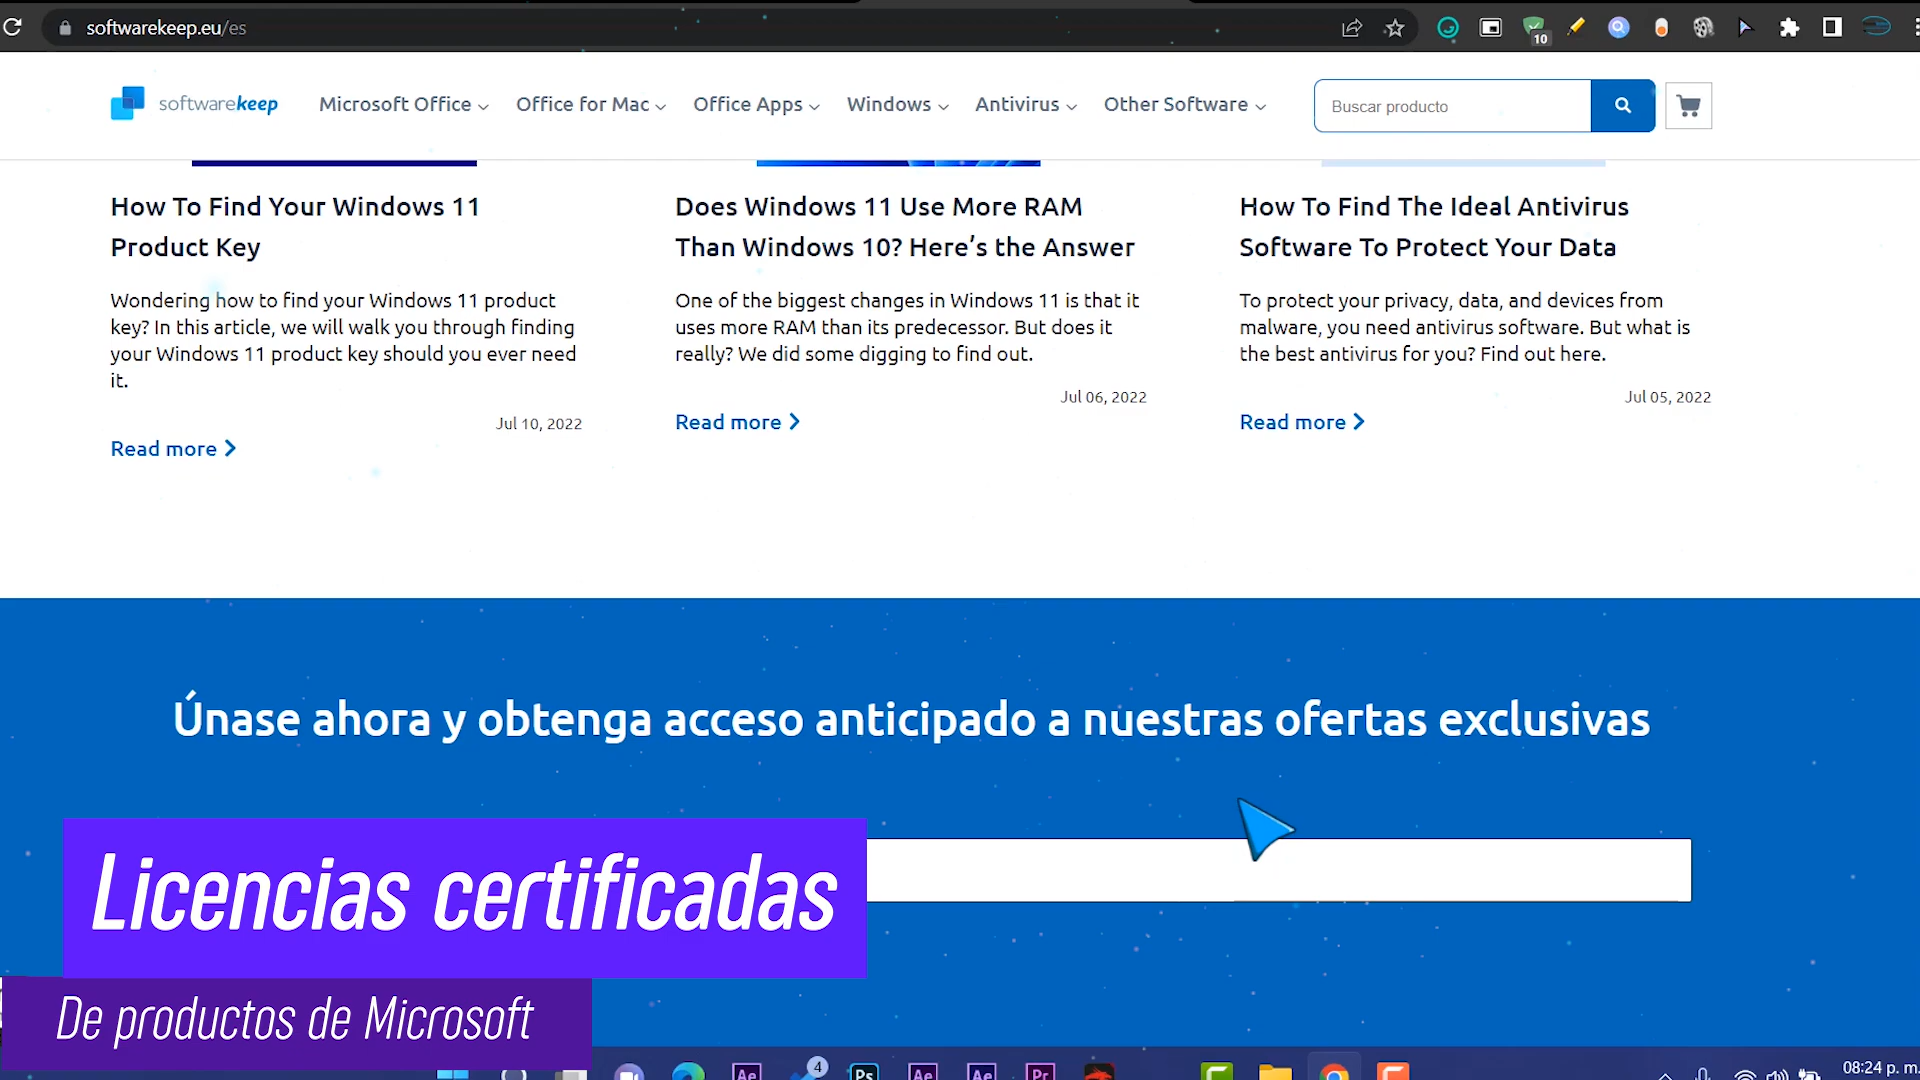 softwarekeep.eu/es
10
softwarekeep
Microsoft Office
Office for Mac
Office Apps
Windows
Antivirus
Other Software
Buscar producto
How To Find Your Windows 11
Product Key
Wondering how to find your Windows 11 product
key? In this article, we will walk you through finding
your Windows 11 product key should you ever need
it.
Jul 10, 2022
Read more
Does Windows 11 Use More RAM
Than Windows 10? Here’s the Answer
One of the biggest changes in Windows 11 is that it
uses more RAM than its predecessor. But does it
really? We did some digging to find out.
Jul 06, 2022
Read more
How To Find The Ideal Antivirus
Software To Protect Your Data
To protect your privacy, data, and devices from
malware, you need antivirus software. But what is
the best antivirus for you? Find out here.
Jul 05, 2022
Read more
Únase ahora y obtenga acceso anticipado a nuestras ofertas exclusivas
Licencias certificadas
De productos de Microsoft
Ae
4
Ps
Ae
Ae
Pr
08:24 p. m.